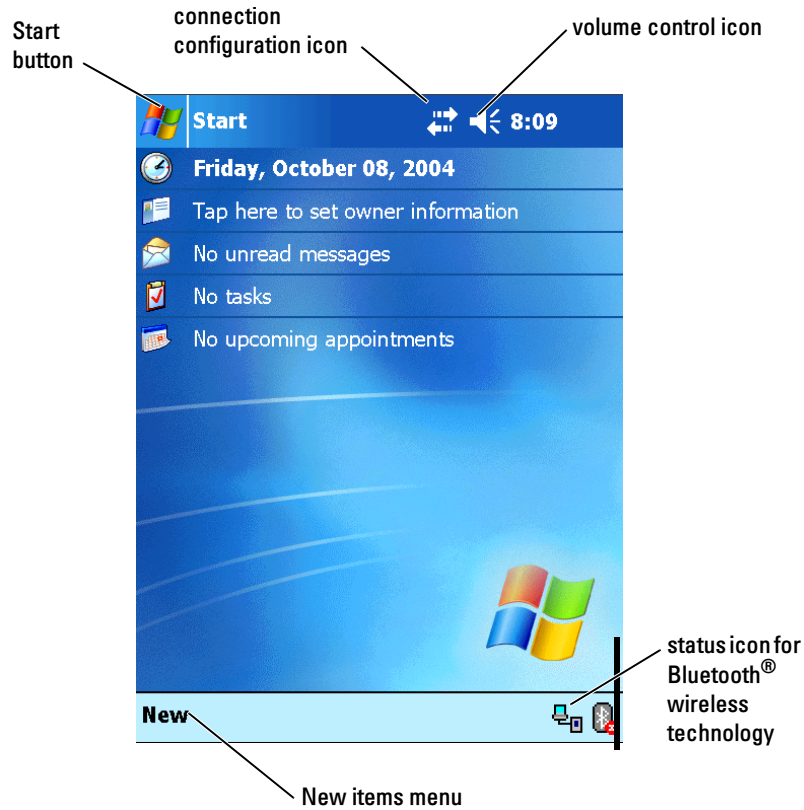 Start
button
connection
configuration icon
volume control icon
Start 8:09
Friday, October 08, 2004
Tap here to set owner information
No unread messages
No tasks
No upcoming appointments
status icon for
Bluetooth®
wireless
technology
New
New items menu